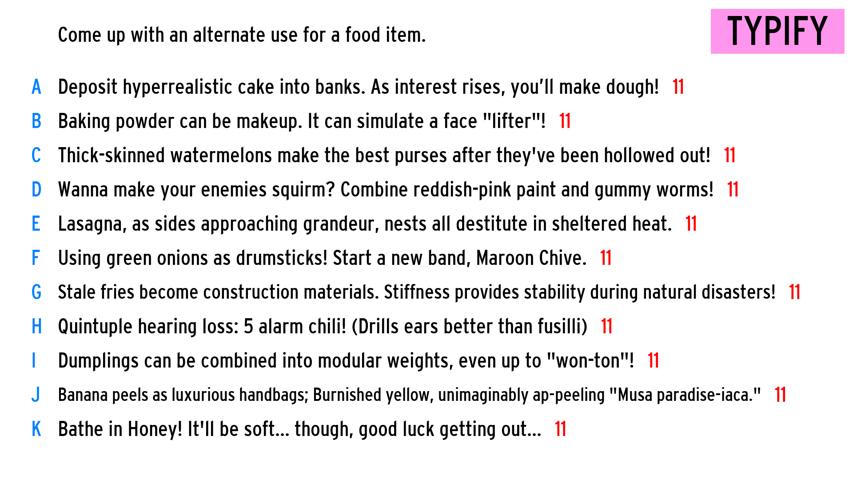 Come up with an alternate use for a food item.
TYPIFY
A Deposit hyperrealistic cake into banks. As interest rises, you'll make dough! 11
B Baking powder can be makeup. It can simulate a face "lifter"! 11
C Thick-skinned watermelons make the best purses after they've been hollowed out! 11
D Wanna make your enemies squirm? Combine reddish-pink paint and gummy worms! 11
E Lasagna, as sides approaching grandeur, nests all destitute in sheltered heat. 11
F Using green onions as drumsticks! Start a new band, Maroon Chive. 11
G Stale fries become construction materials. Stiffness provides stability during natural disasters! 11
H Quintuple hearing loss: 5 alarm chili! (Drills ears better than fusilli) 11
I Dumplings can be combined into modular weights, even up to "won-ton"! 11
J Banana peels as luxurious handbags; Burnished yellow, unimaginably ap-peeling "Musa paradise-iaca." 11
K Bathe in Honey! It'll be soft... though, good luck getting out... 11